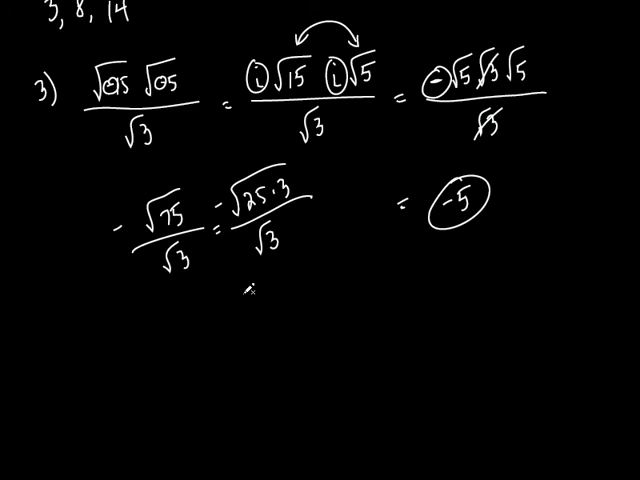 3, 8, 14
3) √-15 √-5 / √3 = i√15 i√5 / √3 = -√5 √3 √5 / √3
-√75 / √3 = -√25·3 / √3 = -5